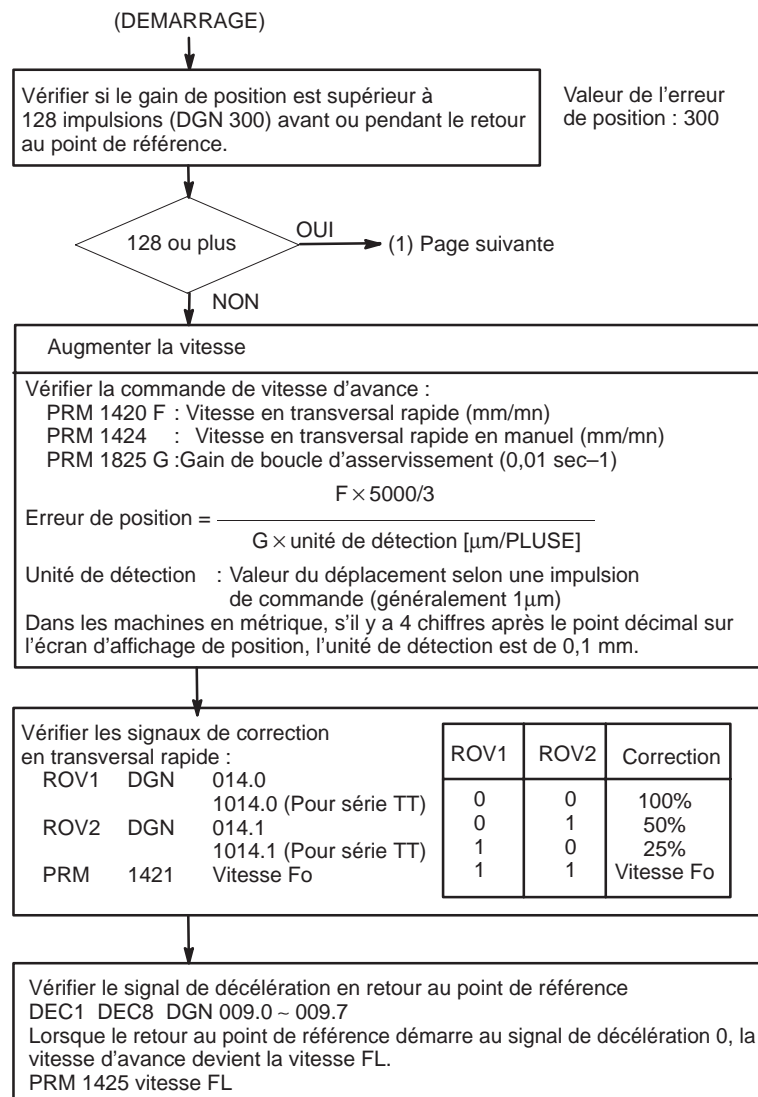 (DEMARRAGE)
Vérifier si le gain de position est supérieur à
128 impulsions (DGN 300) avant ou pendant le retour
au point de référence.
Valeur de l'erreur
de position : 300
128 ou plus
OUI
(1) Page suivante
NON
Augmenter la vitesse
Vérifier la commande de vitesse d'avance :
PRM 1420 F : Vitesse en transversal rapide (mm/mn)
PRM 1424 : Vitesse en transversal rapide en manuel (mm/mn)
PRM 1825 G :Gain de boucle d'asservissement (0,01 sec–1)
F × 5000/3
Erreur de position =
G × unité de détection [μm/PLUSE]
Unité de détection : Valeur du déplacement selon une impulsion
de commande (généralement 1μm)
Dans les machines en métrique, s'il y a 4 chiffres après le point décimal sur
l'écran d'affichage de position, l'unité de détection est de 0,1 mm.
Vérifier les signaux de correction
en transversal rapide :
ROV1 DGN 014.0
1014.0 (Pour série TT)
ROV2 DGN 014.1
1014.1 (Pour série TT)
PRM 1421 Vitesse Fo
ROV1 ROV2 Correction
0 0 100%
0 1 50%
1 0 25%
1 1 Vitesse Fo
Vérifier le signal de décélération en retour au point de référence
DEC1 DEC8 DGN 009.0 ~ 009.7
Lorsque le retour au point de référence démarre au signal de décélération 0, la
vitesse d'avance devient la vitesse FL.
PRM 1425 vitesse FL